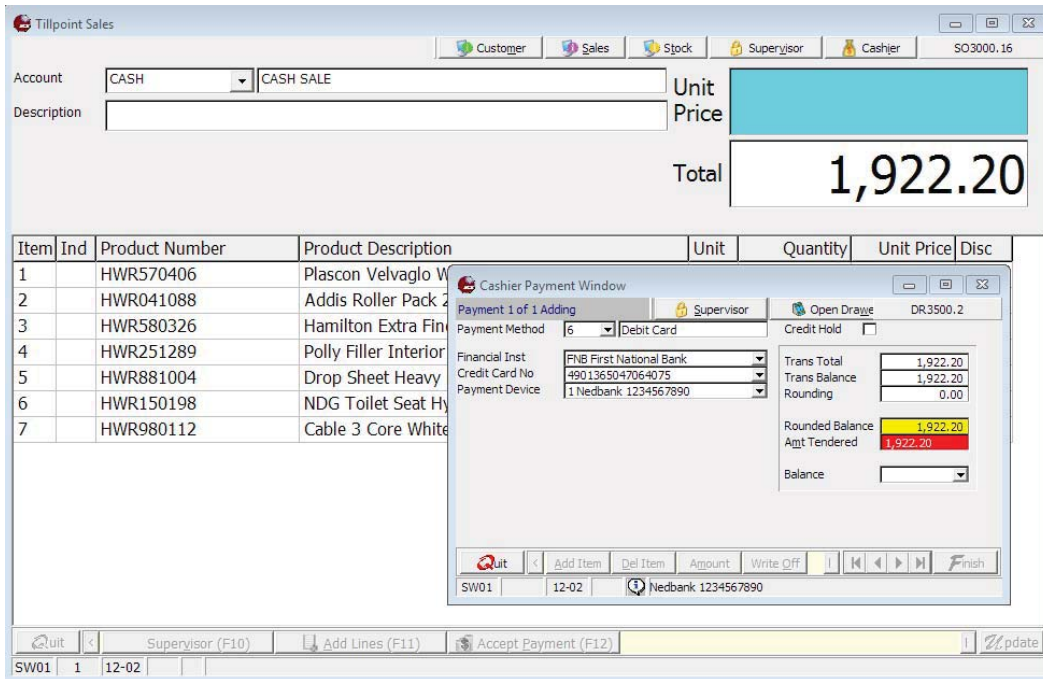 Tillpoint Sales
Customer Sales Stock Supervisor Cashier SO3000.16
Account CASH CASH SALE
Description
Unit Price
Total 1,922.20
Item Ind Product Number Product Description Unit Quantity Unit Price Disc
1 HWR570406 Plascon Velvaglo W
2 HWR041088 Addis Roller Pack 2
3 HWR580326 Hamilton Extra Fin
4 HWR251289 Polly Filler Interior
5 HWR881004 Drop Sheet Heavy
6 HWR150198 NDG Toilet Seat Hy
7 HWR980112 Cable 3 Core White
Cashier Payment Window
Payment 1 of 1 Adding Supervisor Open Drawe DR3500.2
Payment Method 6 Debit Card Credit Hold
Financial Inst FNB First National Bank
Credit Card No 4901365047064075
Payment Device 1 Nedbank 1234567890
Trans Total 1,922.20
Trans Balance 1,922.20
Rounding 0.00
Rounded Balance 1,922.20
Amt Tendered 1,922.20
Balance
Quit < Add Item Del Item Amount Write Off Finish
SW01 12-02 Nedbank 1234567890
Quit < Supervisor (F10) Add Lines (F11) Accept Payment (F12) Update
SW01 1 12-02